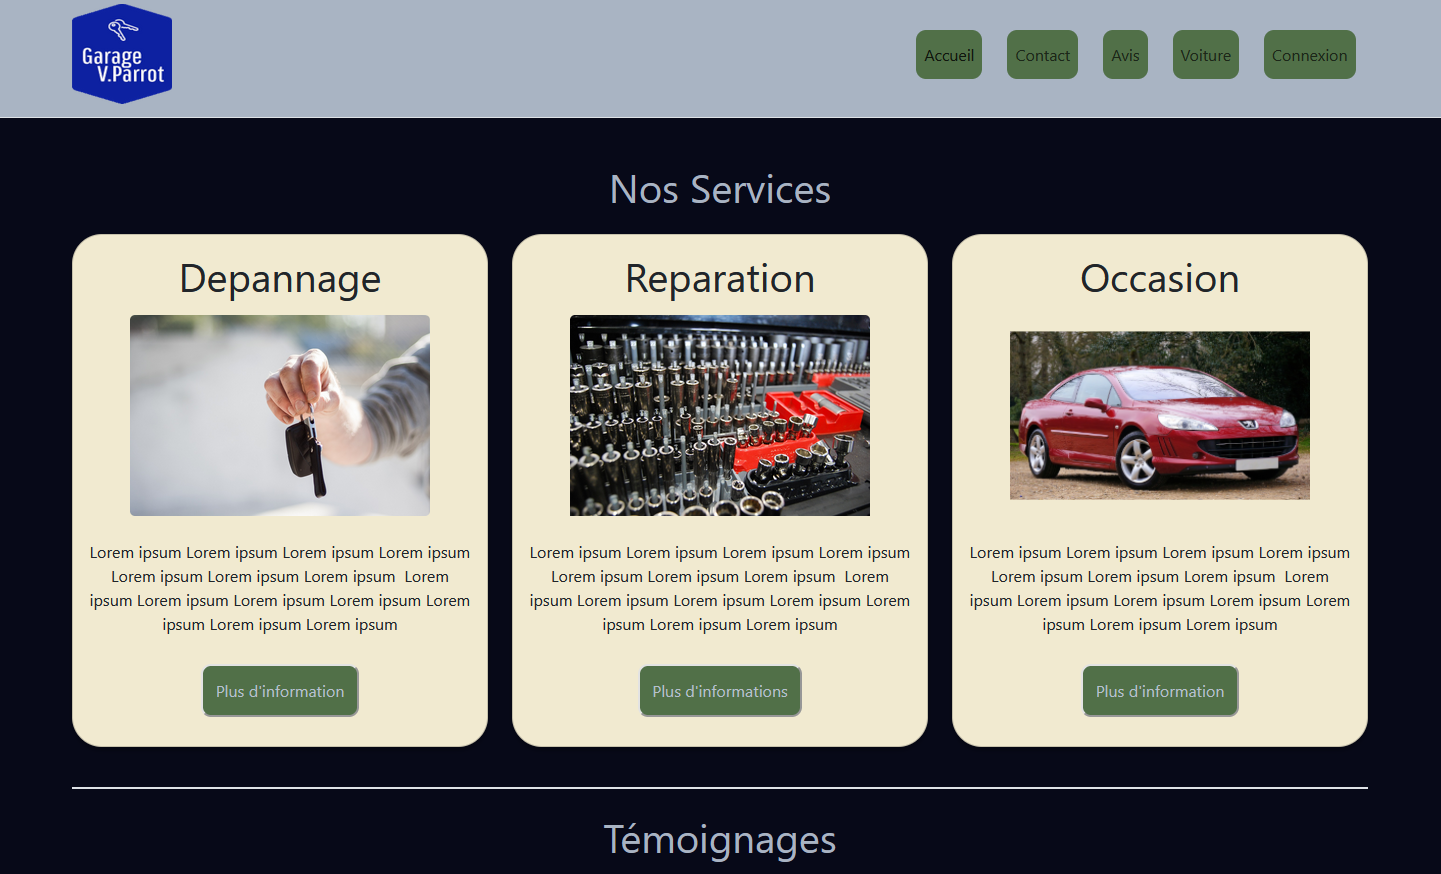 Garage
V.Parrot
Accueil
Contact
Avis
Voiture
Connexion
Nos Services
Depannage
Lorem ipsum Lorem ipsum Lorem ipsum Lorem ipsum
Lorem ipsum Lorem ipsum Lorem ipsum  Lorem
ipsum Lorem ipsum Lorem ipsum Lorem ipsum Lorem
ipsum Lorem ipsum Lorem ipsum
Plus d'information
Reparation
Lorem ipsum Lorem ipsum Lorem ipsum Lorem ipsum
Lorem ipsum Lorem ipsum Lorem ipsum  Lorem
ipsum Lorem ipsum Lorem ipsum Lorem ipsum Lorem
ipsum Lorem ipsum Lorem ipsum
Plus d'informations
Occasion
Lorem ipsum Lorem ipsum Lorem ipsum Lorem ipsum
Lorem ipsum Lorem ipsum Lorem ipsum  Lorem
ipsum Lorem ipsum Lorem ipsum Lorem ipsum Lorem
ipsum Lorem ipsum Lorem ipsum
Plus d'information
Témoignages